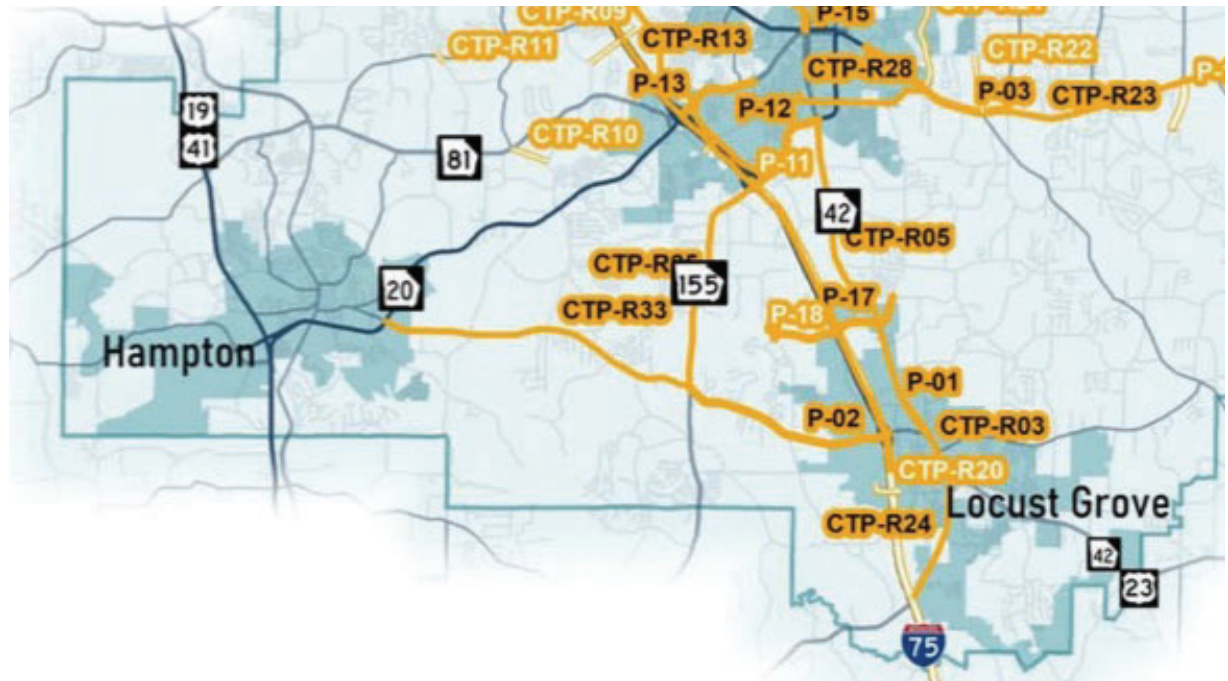 CTP-R09
P-15
CTP-R11
CTP-R13
CTP-R22
P-13
CTP-R28
P-03
CTP-R23
19
41
P-12
CTP-R10
81
P-11
42
CTP-R05
20
155
CTP-R33
P-17
P-18
Hampton
P-01
P-02
CTP-R03
CTP-R20
Locust Grove
CTP-R24
42
23
75